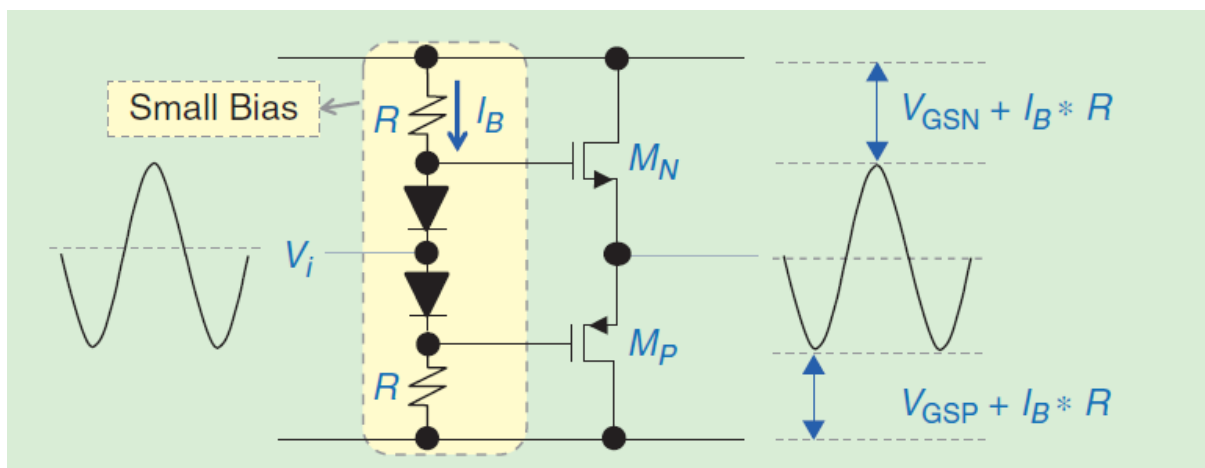 Small Bias
R
I_B
V_GSN + I_B * R
M_N
V_i
M_P
R
V_GSP + I_B * R